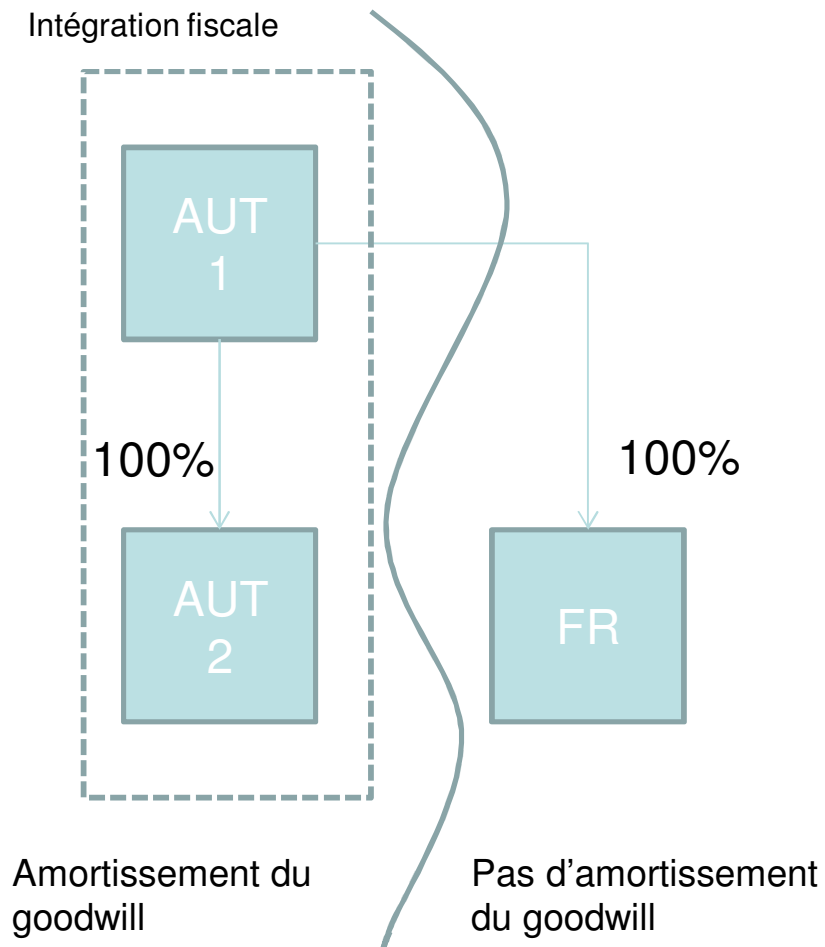 Intégration fiscale
AUT
1
100%
100%
AUT
2
FR
Amortissement du
goodwill
Pas d’amortissement
du goodwill